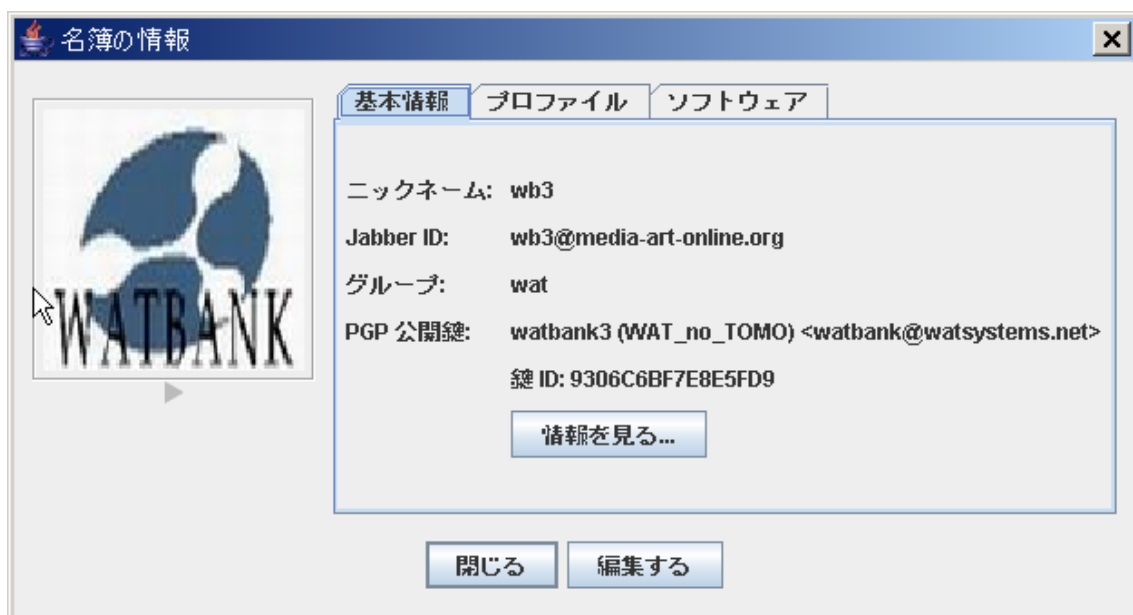 名簿の情報
WATBANK
基本情報 プロファイル ソフトウェア
ニックネーム: wb3
Jabber ID: wb3@media-art-online.org
グループ: wat
PGP 公開鍵: watbank3 (WAT_no_TOMO) <watbank@watsystems.net>
鍵 ID: 9306C6BF7E8E5FD9
情報を見る...
閉じる 編集する